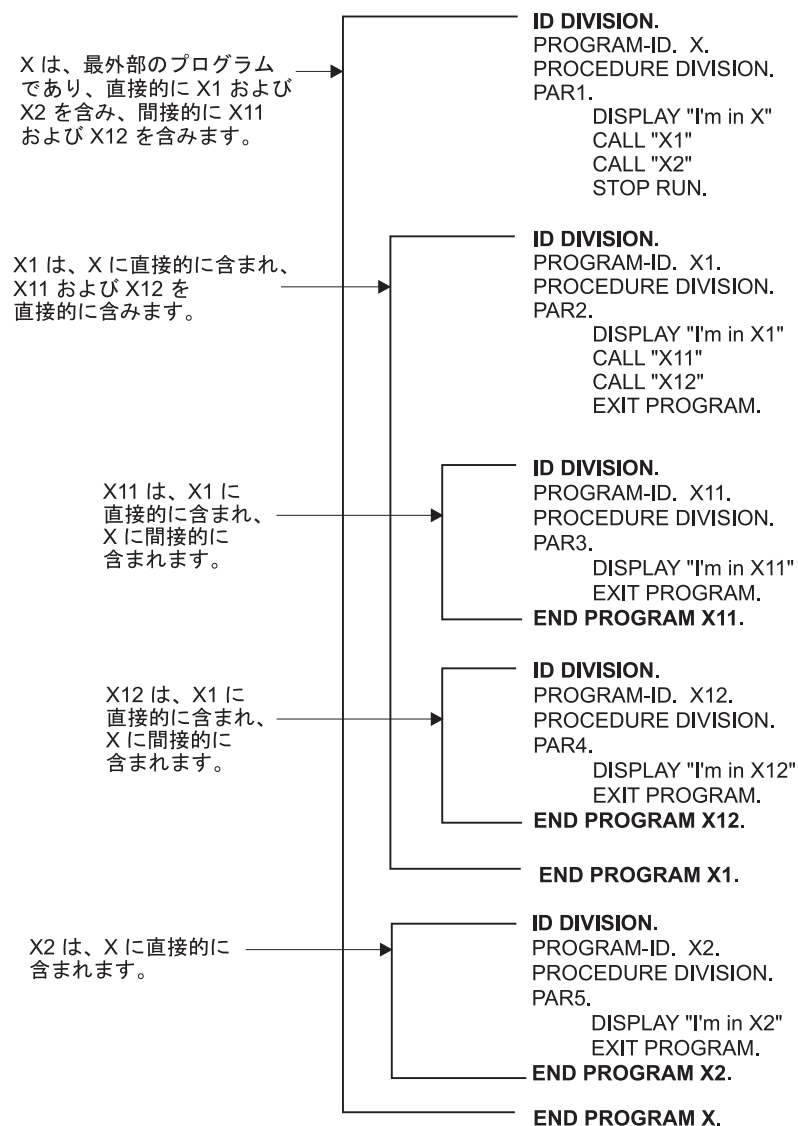 ID DIVISION.
PROGRAM-ID. X.
PROCEDURE DIVISION.
PAR1.
DISPLAY "I'm in X"
CALL "X1"
CALL "X2"
STOP RUN.
X は、最外部のプログラム
であり、直接的に X1 および
X2 を含み、間接的に X11
および X12 を含みます。
ID DIVISION.
PROGRAM-ID. X1.
PROCEDURE DIVISION.
PAR2.
DISPLAY "I'm in X1"
CALL "X11"
CALL "X12"
EXIT PROGRAM.
X1 は、X に直接的に含まれ、
X11 および X12 を
直接的に含みます。
ID DIVISION.
PROGRAM-ID. X11.
PROCEDURE DIVISION.
PAR3.
DISPLAY "I'm in X11"
EXIT PROGRAM.
END PROGRAM X11.
X11 は、X1 に
直接的に含まれ、
X に間接的に
含まれます。
ID DIVISION.
PROGRAM-ID. X12.
PROCEDURE DIVISION.
PAR4.
DISPLAY "I'm in X12"
EXIT PROGRAM.
END PROGRAM X12.
X12 は、X1 に
直接的に含まれ、
X に間接的に
含まれます。
END PROGRAM X1.
ID DIVISION.
PROGRAM-ID. X2.
PROCEDURE DIVISION.
PAR5.
DISPLAY "I'm in X2"
EXIT PROGRAM.
END PROGRAM X2.
X2 は、X に直接的に
含まれます。
END PROGRAM X.